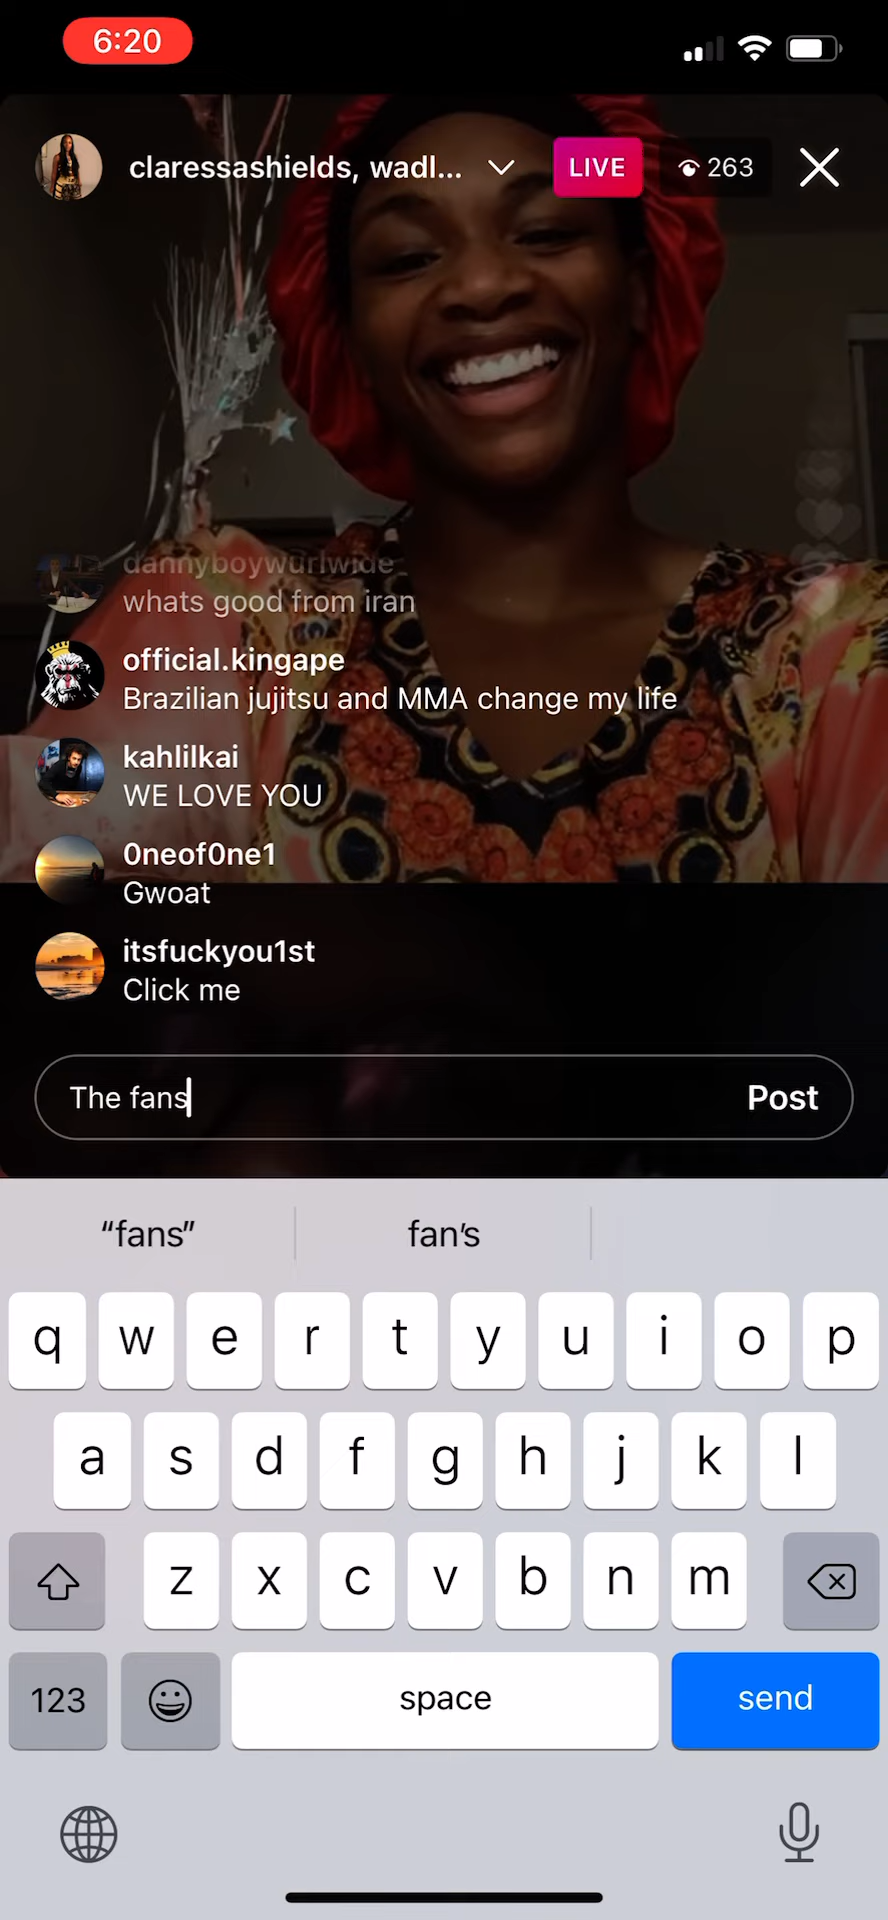 6:20
claressashields, wadl...
LIVE
263
dannyboywurlwide
whats good from iran
official.kingape
Brazilian jujitsu and MMA change my life
kahlilkai
WE LOVE YOU
0neof0ne1
Gwoat
itsfuckyou1st
Click me
The fans
Post
“fans”
fan’s
q w e r t y u i o p
a s d f g h j k l
z x c v b n m
123
space
send